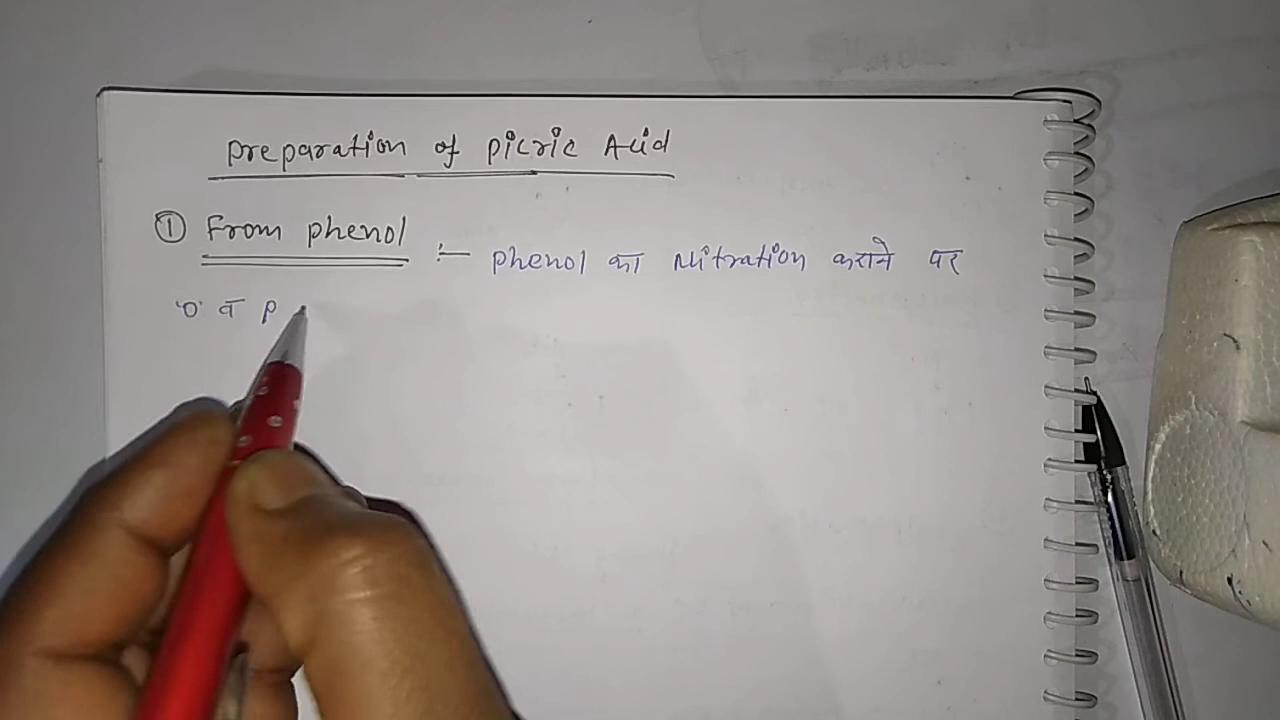 Preparation of Picric Acid
① From phenol :- phenol का Nitration कराने पर
'o' व p